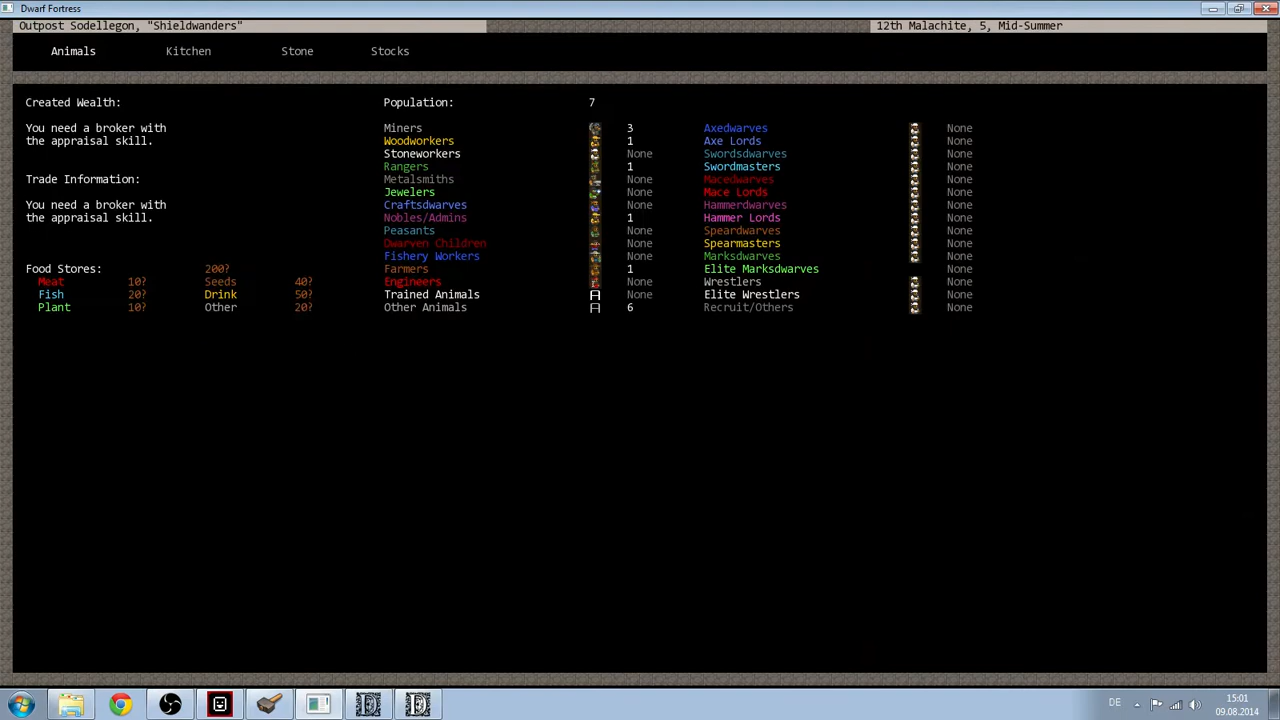 Dwarf Fortress
Outpost Sodellegon, "Shieldwanders" 12th Malachite, 5, Mid-Summer
Animals Kitchen Stone Stocks
Created Wealth: Population: 7
You need a broker with Miners 3 Axedwarves None
the appraisal skill. Woodworkers 1 Axe Lords None
Stoneworkers None Swordsdwarves None
Rangers 1 Swordmasters None
Trade Information: Metalsmiths None Macedwarves None
Jewelers None Mace Lords None
You need a broker with Craftsdwarves None Hammerdwarves None
the appraisal skill. Nobles/Admins 1 Hammer Lords None
Peasants None Speardwarves None
Dwarven Children None Spearmasters None
Fishery Workers None Marksdwarves None
Food Stores: 200? Farmers 1 Elite Marksdwarves None
Meat 10? Seeds 40? Engineers None Wrestlers None
Fish 20? Drink 50? Trained Animals None Elite Wrestlers None
Plant 10? Other 20? Other Animals 6 Recruit/Others None
DE 15:01
09.08.2014